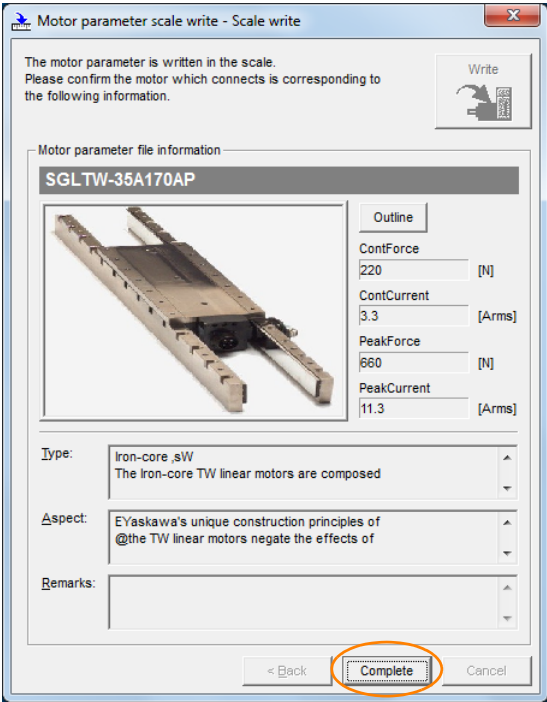 Motor parameter scale write - Scale write
The motor parameter is written in the scale.
Please confirm the motor which connects is corresponding to
the following information.
Write
Motor parameter file information
SGLTW-35A170AP
Outline
ContForce
220 [N]
ContCurrent
3.3 [Arms]
PeakForce
660 [N]
PeakCurrent
11.3 [Arms]
Type:
Iron-core ,sW
The Iron-core TW linear motors are composed
Aspect:
EYaskawa's unique construction principles of
@the TW linear motors negate the effects of
Remarks:
< Back Complete Cancel